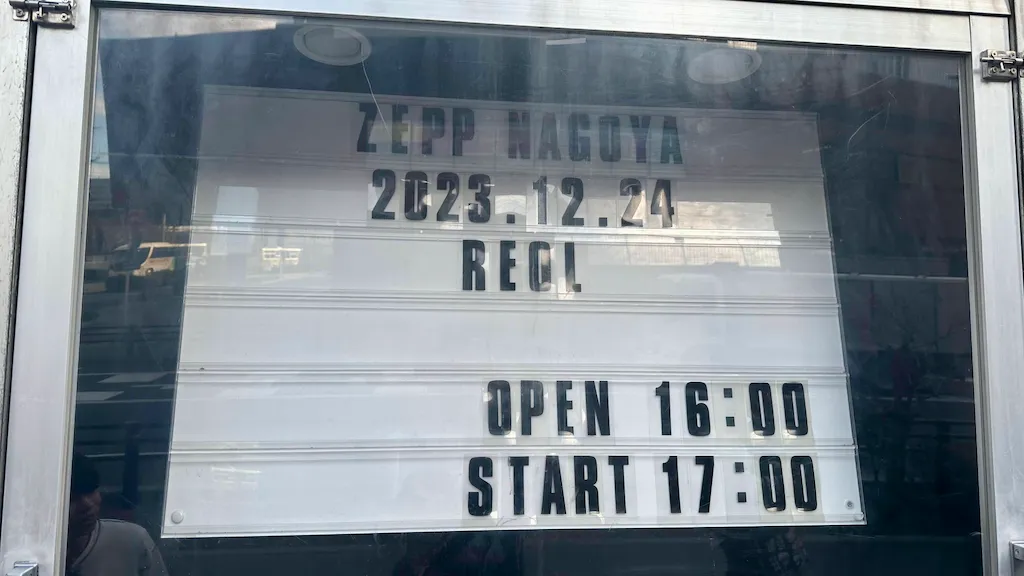 ZEPP NAGOYA
2023.12.24
REOL
OPEN 16:00
START 17:00